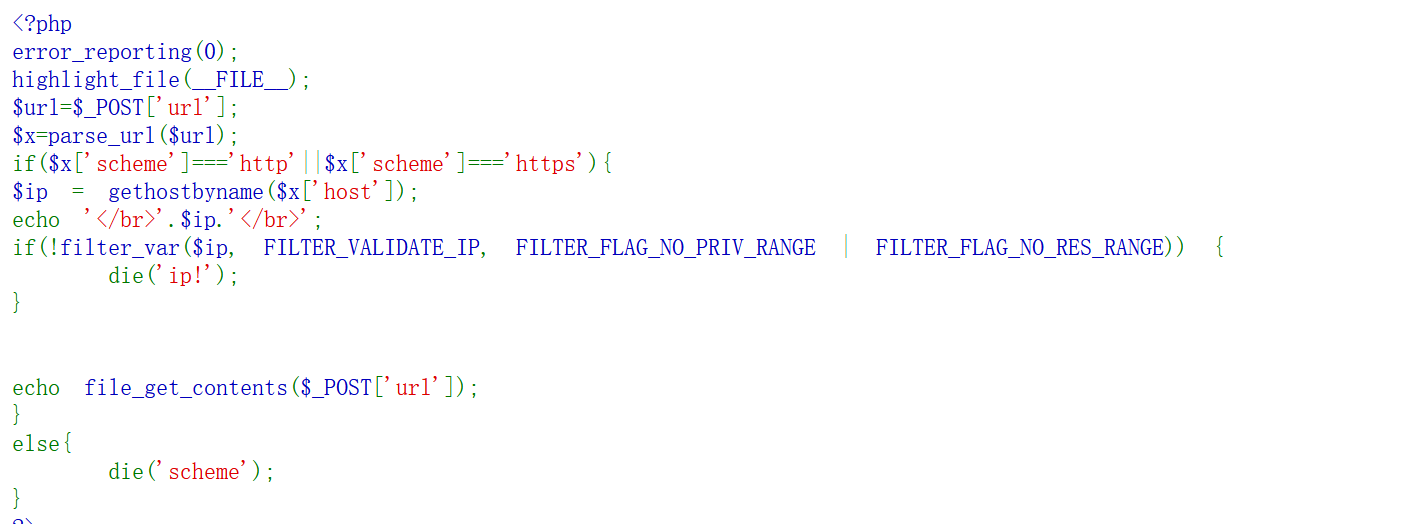 <?php
error_reporting(0);
highlight_file(__FILE__);
$url=$_POST['url'];
$x=parse_url($url);
if($x['scheme']==='http'||$x['scheme']==='https'){
$ip = gethostbyname($x['host']);
echo '</br>'.$ip.'</br>';
if(!filter_var($ip, FILTER_VALIDATE_IP, FILTER_FLAG_NO_PRIV_RANGE | FILTER_FLAG_NO_RES_RANGE)) {
die('ip!');
}
echo file_get_contents($_POST['url']);
}
else{
die('scheme');
}
?>